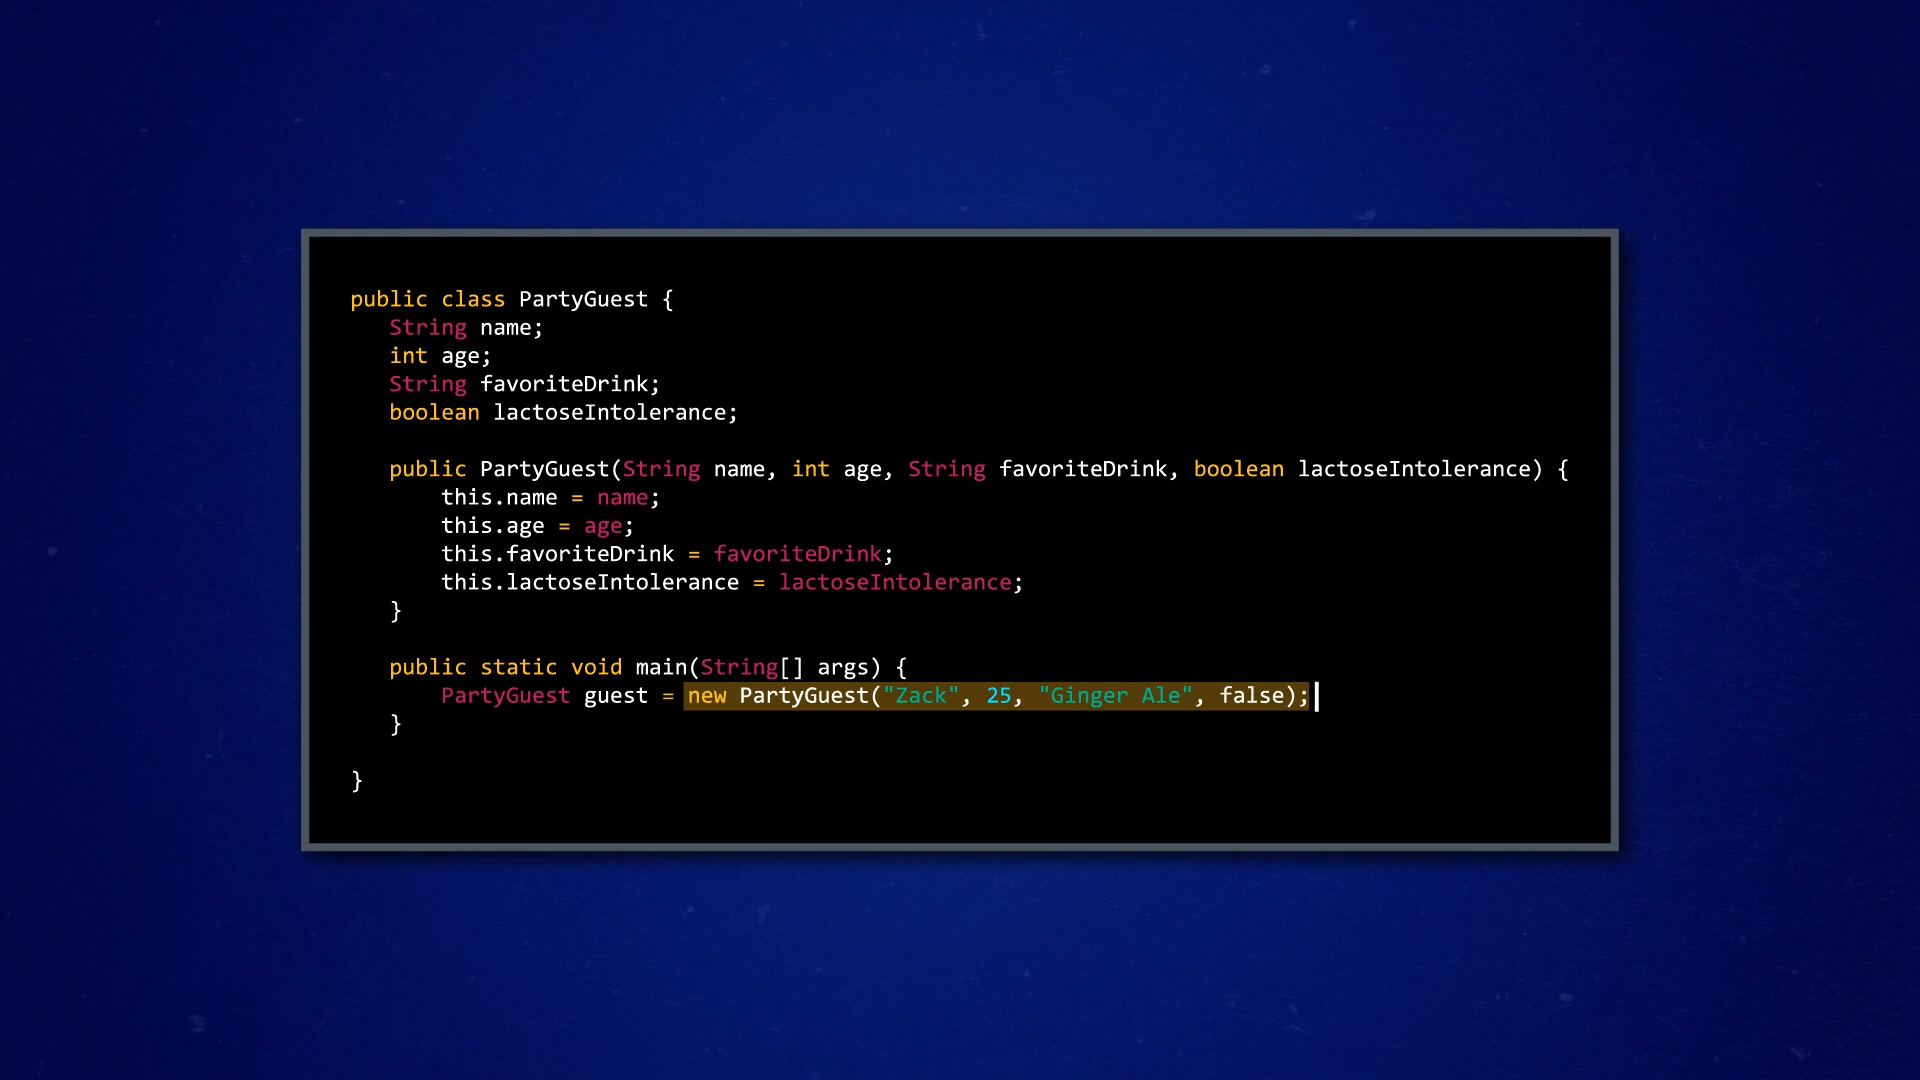 public class PartyGuest {
String name;
int age;
String favoriteDrink;
boolean lactoseIntolerance;
public PartyGuest(String name, int age, String favoriteDrink, boolean lactoseIntolerance) {
this.name = name;
this.age = age;
this.favoriteDrink = favoriteDrink;
this.lactoseIntolerance = lactoseIntolerance;
}
public static void main(String[] args) {
PartyGuest guest = new PartyGuest("Zack", 25, "Ginger Ale", false);
}
}